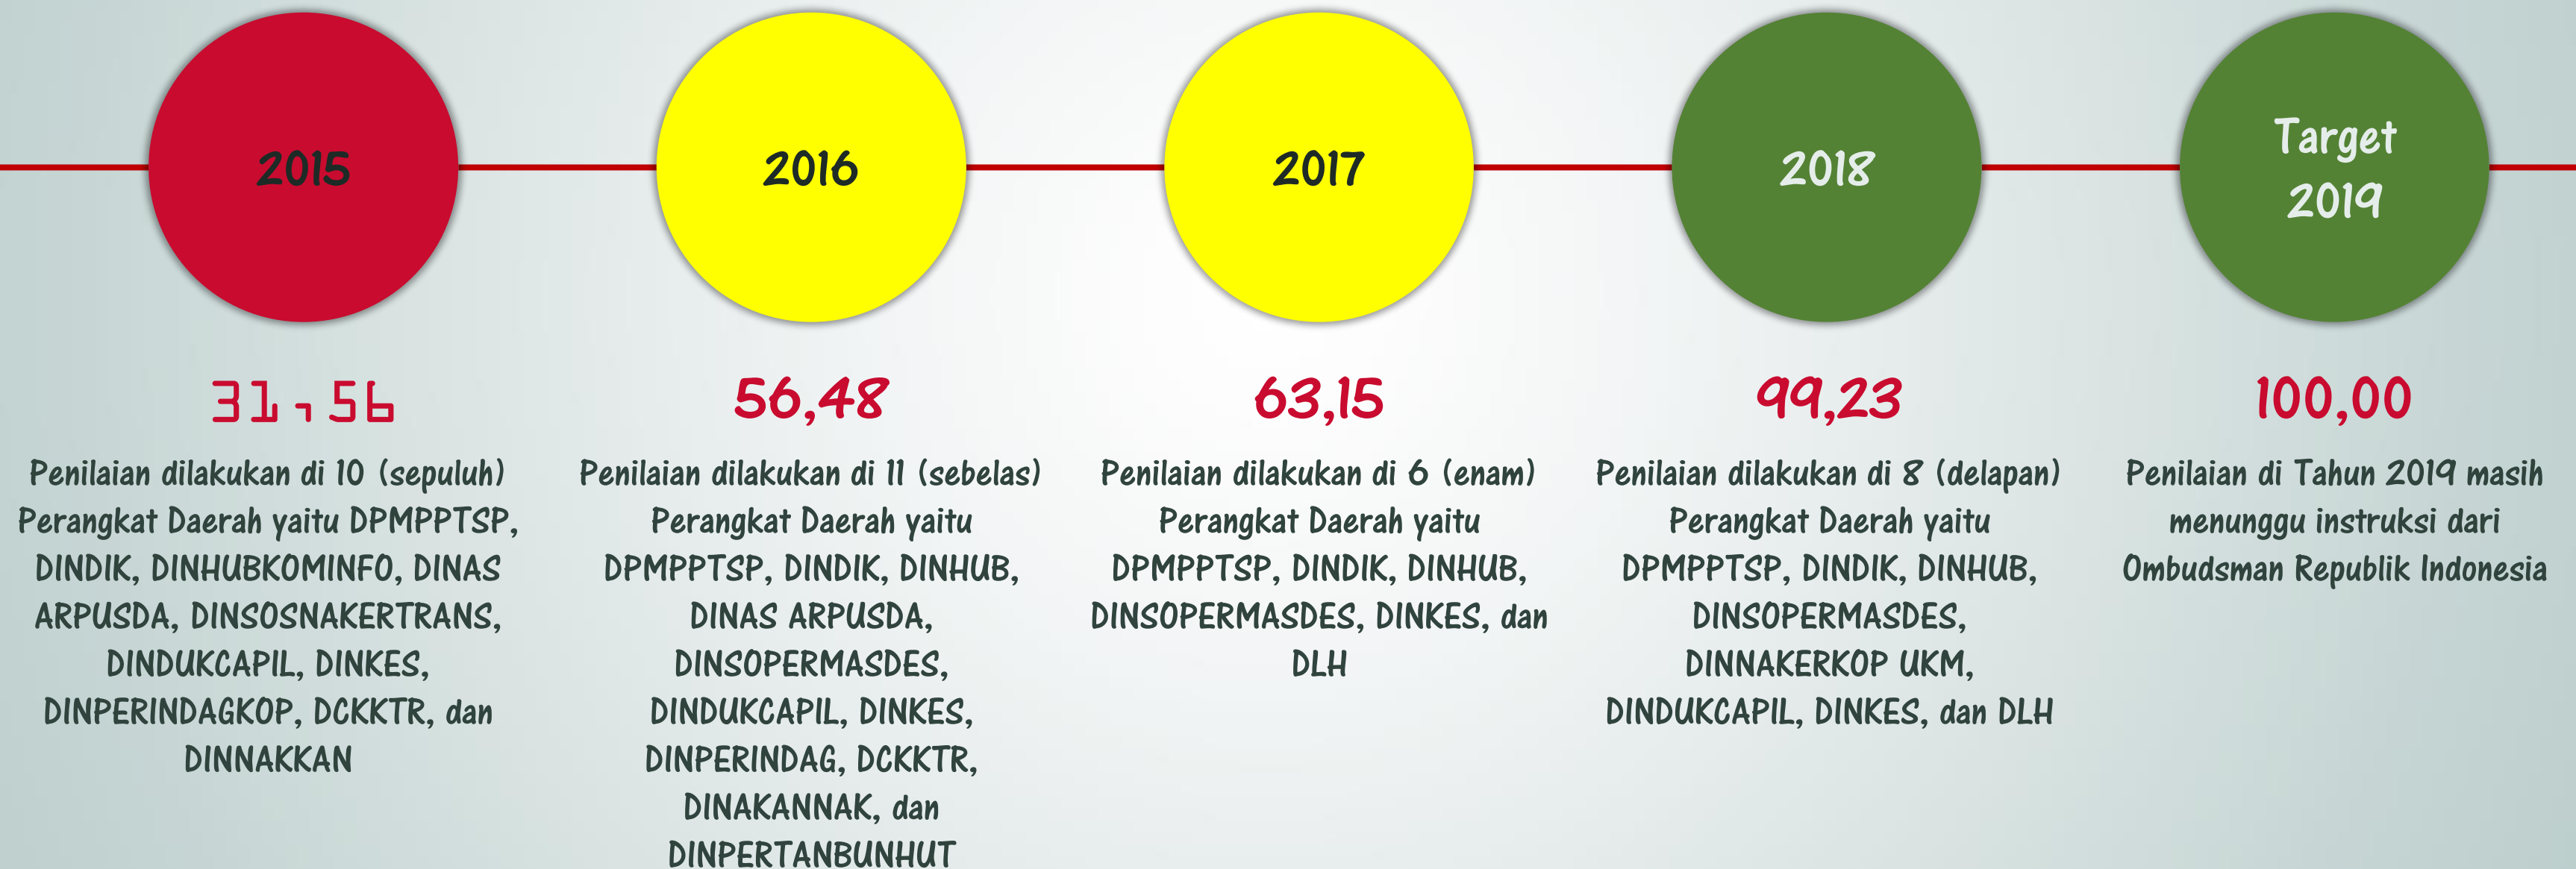 2015
31,56
Penilaian dilakukan di 10 (sepuluh)
Perangkat Daerah yaitu DPMPPTSP,
DINDIK, DINHUBKOMINFO, DINAS
ARPUSDA, DINSOSNAKERTRANS,
DINDUKCAPIL, DINKES,
DINPERINDAGKOP, DCKKTR, dan
DINNAKKAN
2016
56,48
Penilaian dilakukan di 11 (sebelas)
Perangkat Daerah yaitu
DPMPPTSP, DINDIK, DINHUB,
DINAS ARPUSDA,
DINSOPERMASDES,
DINDUKCAPIL, DINKES,
DINPERINDAG, DCKKTR,
DINAKANNAK, dan
DINPERTANBUNHUT
2017
63,15
Penilaian dilakukan di 6 (enam)
Perangkat Daerah yaitu
DPMPPTSP, DINDIK, DINHUB,
DINSOPERMASDES, DINKES, dan
DLH
2018
99,23
Penilaian dilakukan di 8 (delapan)
Perangkat Daerah yaitu
DPMPPTSP, DINDIK, DINHUB,
DINSOPERMASDES,
DINNAKERKOP UKM,
DINDUKCAPIL, DINKES, dan DLH
Target
2019
100,00
Penilaian di Tahun 2019 masih
menunggu instruksi dari
Ombudsman Republik Indonesia